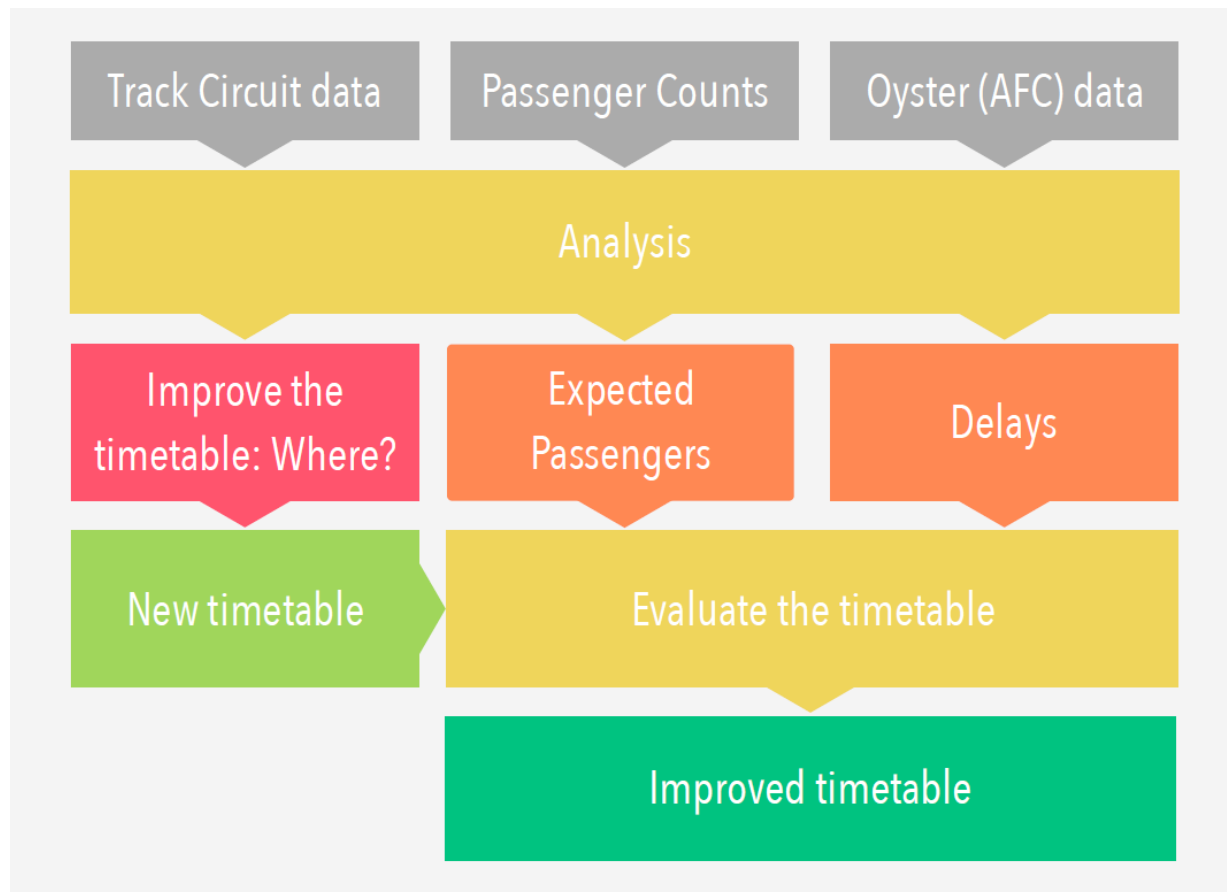 Track Circuit data
Passenger Counts
Oyster (AFC) data
Analysis
Improve the
timetable: Where?
Expected
Passengers
Delays
New timetable
Evaluate the timetable
Improved timetable